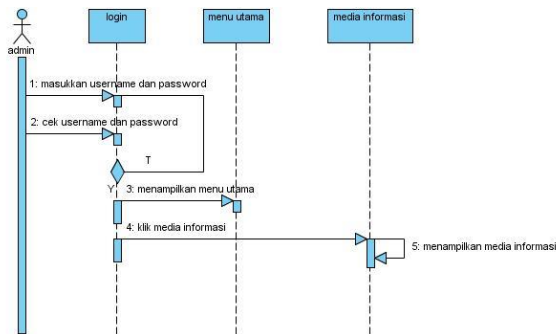 login
menu utama
media informasi
admin
1: masukkan username dan password
2: cek username dan password
T
Y
3: menampilkan menu utama
4: klik media informasi
5: menampilkan media informasi